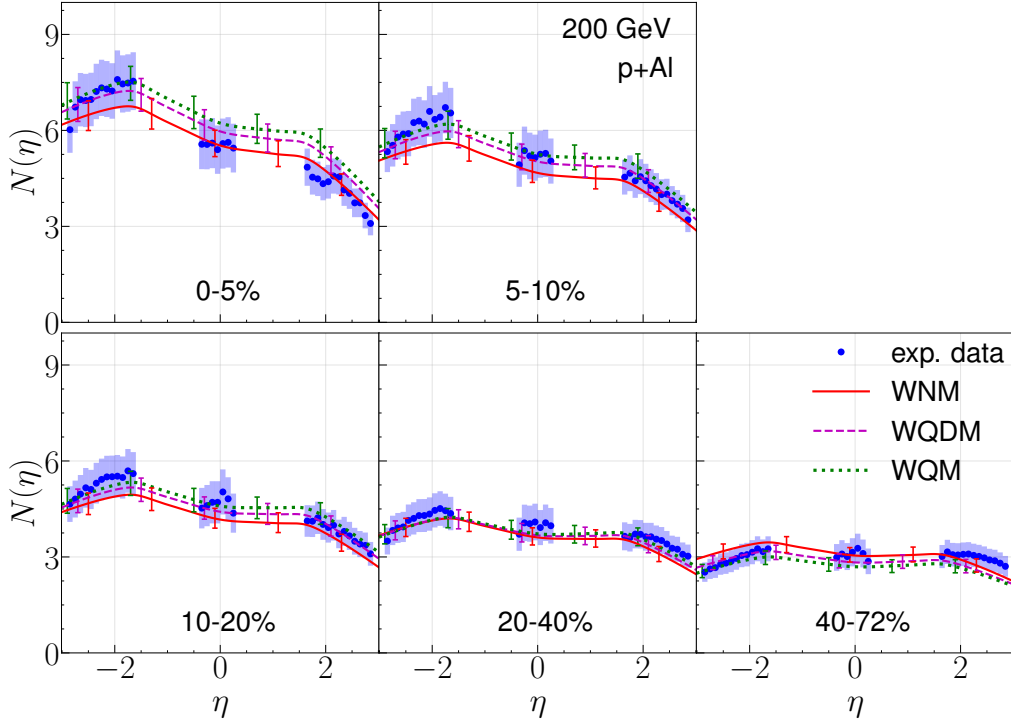 200 GeV
p+Al
N(η)
9
6
3
0
0-5%
5-10%
N(η)
9
6
3
0
10-20%
20-40%
40-72%
exp. data
WNM
WQDM
WQM
−2 0 2 −2 0 2 −2 0 2
η η η